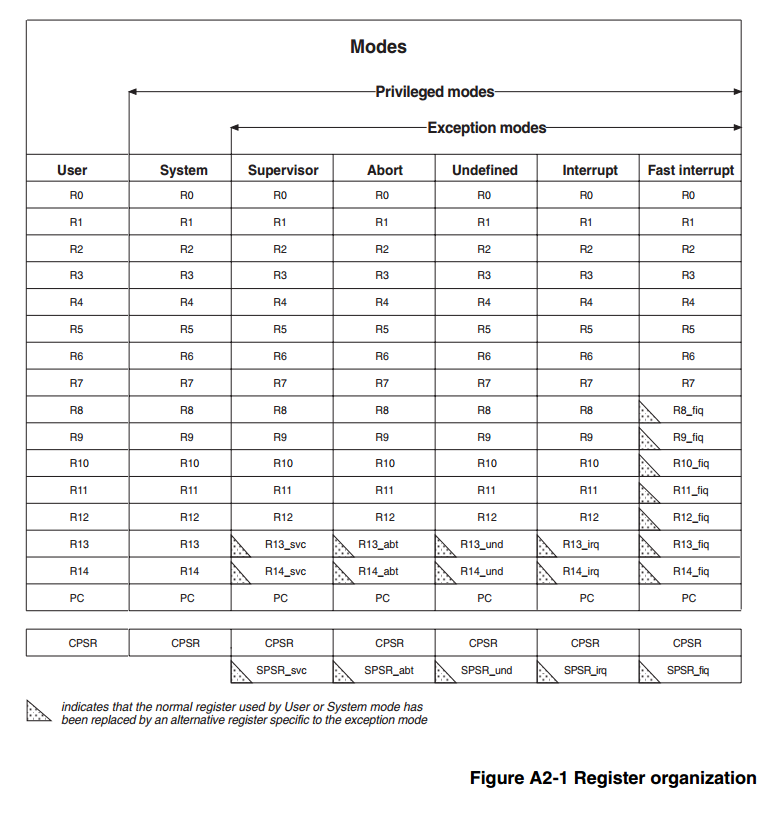 Modes
Privileged modes
Exception modes
User System Supervisor Abort Undefined Interrupt Fast interrupt
R0 R0 R0 R0 R0 R0 R0
R1 R1 R1 R1 R1 R1 R1
R2 R2 R2 R2 R2 R2 R2
R3 R3 R3 R3 R3 R3 R3
R4 R4 R4 R4 R4 R4 R4
R5 R5 R5 R5 R5 R5 R5
R6 R6 R6 R6 R6 R6 R6
R7 R7 R7 R7 R7 R7 R7
R8 R8 R8 R8 R8 R8 R8_fiq
R9 R9 R9 R9 R9 R9 R9_fiq
R10 R10 R10 R10 R10 R10 R10_fiq
R11 R11 R11 R11 R11 R11 R11_fiq
R12 R12 R12 R12 R12 R12 R12_fiq
R13 R13 R13_svc R13_abt R13_und R13_irq R13_fiq
R14 R14 R14_svc R14_abt R14_und R14_irq R14_fiq
PC PC PC PC PC PC PC
CPSR CPSR CPSR CPSR CPSR CPSR CPSR
SPSR_svc SPSR_abt SPSR_und SPSR_irq SPSR_fiq
indicates that the normal register used by User or System mode has
been replaced by an alternative register specific to the exception mode
Figure A2-1 Register organization